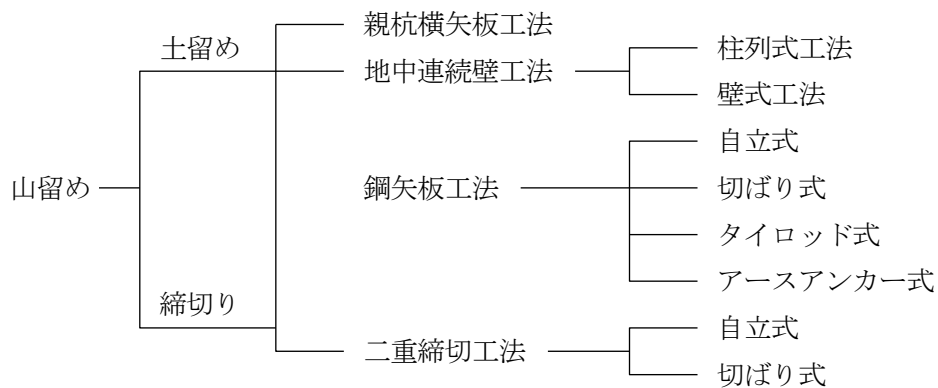 山留め
土留め
締切り
親杭横矢板工法
地中連続壁工法
柱列式工法
壁式工法
鋼矢板工法
自立式
切ばり式
タイロッド式
アースアンカー式
二重締切工法
自立式
切ばり式